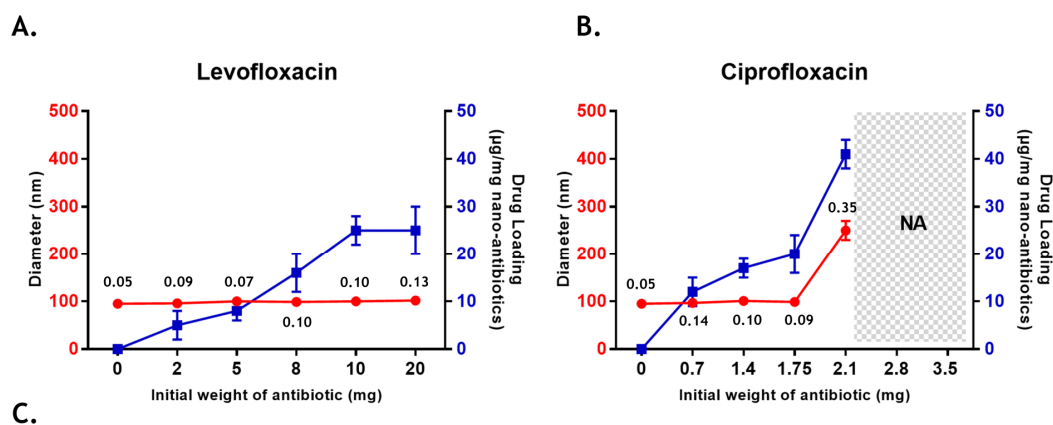 A.
Levofloxacin
500
400
300
200
100
0
Diameter (nm)
50
40
30
20
10
0
Drug Loading
(µg/mg nano-antibiotics)
0.05
0.09
0.07
0.10
0.10
0.13
0 2 5 8 10 20
Initial weight of antibiotic (mg)
B.
Ciprofloxacin
500
400
300
200
100
0
Diameter (nm)
50
40
30
20
10
0
Drug Loading
(µg/mg nano-antibiotics)
0.05
0.14
0.10
0.09
0.35
NA
0 0.7 1.4 1.75 2.1 2.8 3.5
Initial weight of antibiotic (mg)
C.